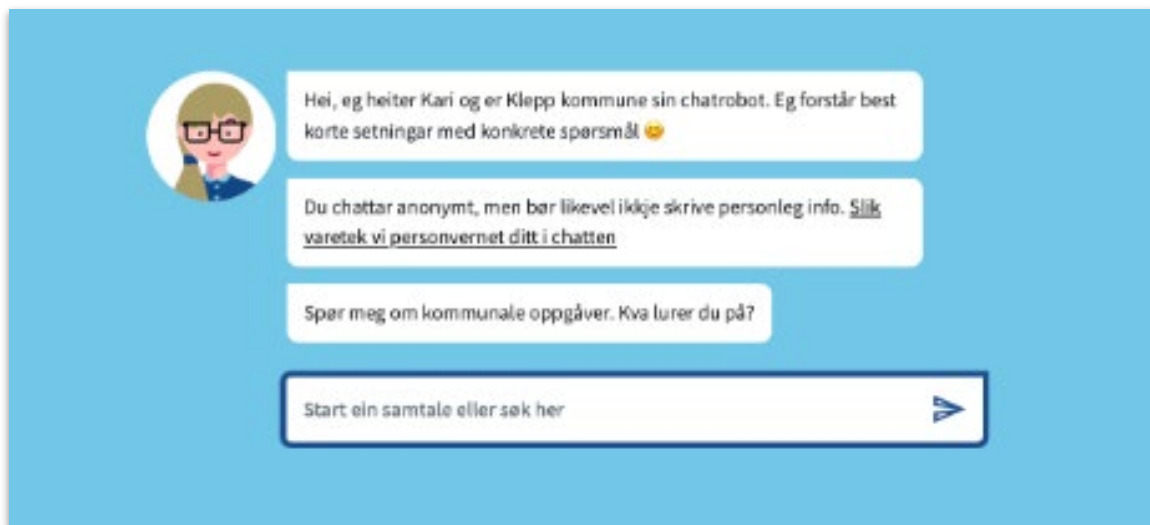 Hei, eg heiter Kari og er Klepp kommune sin chatrobot. Eg forstår best
korte setningar med konkrete spørsmål 😊
Du chattar anonymt, men bør likevel ikkje skrive personleg info. Slik
varetek vi personvernet ditt i chatten
Spør meg om kommunale oppgåver. Kva lurer du på?
Start ein samtale eller søk her